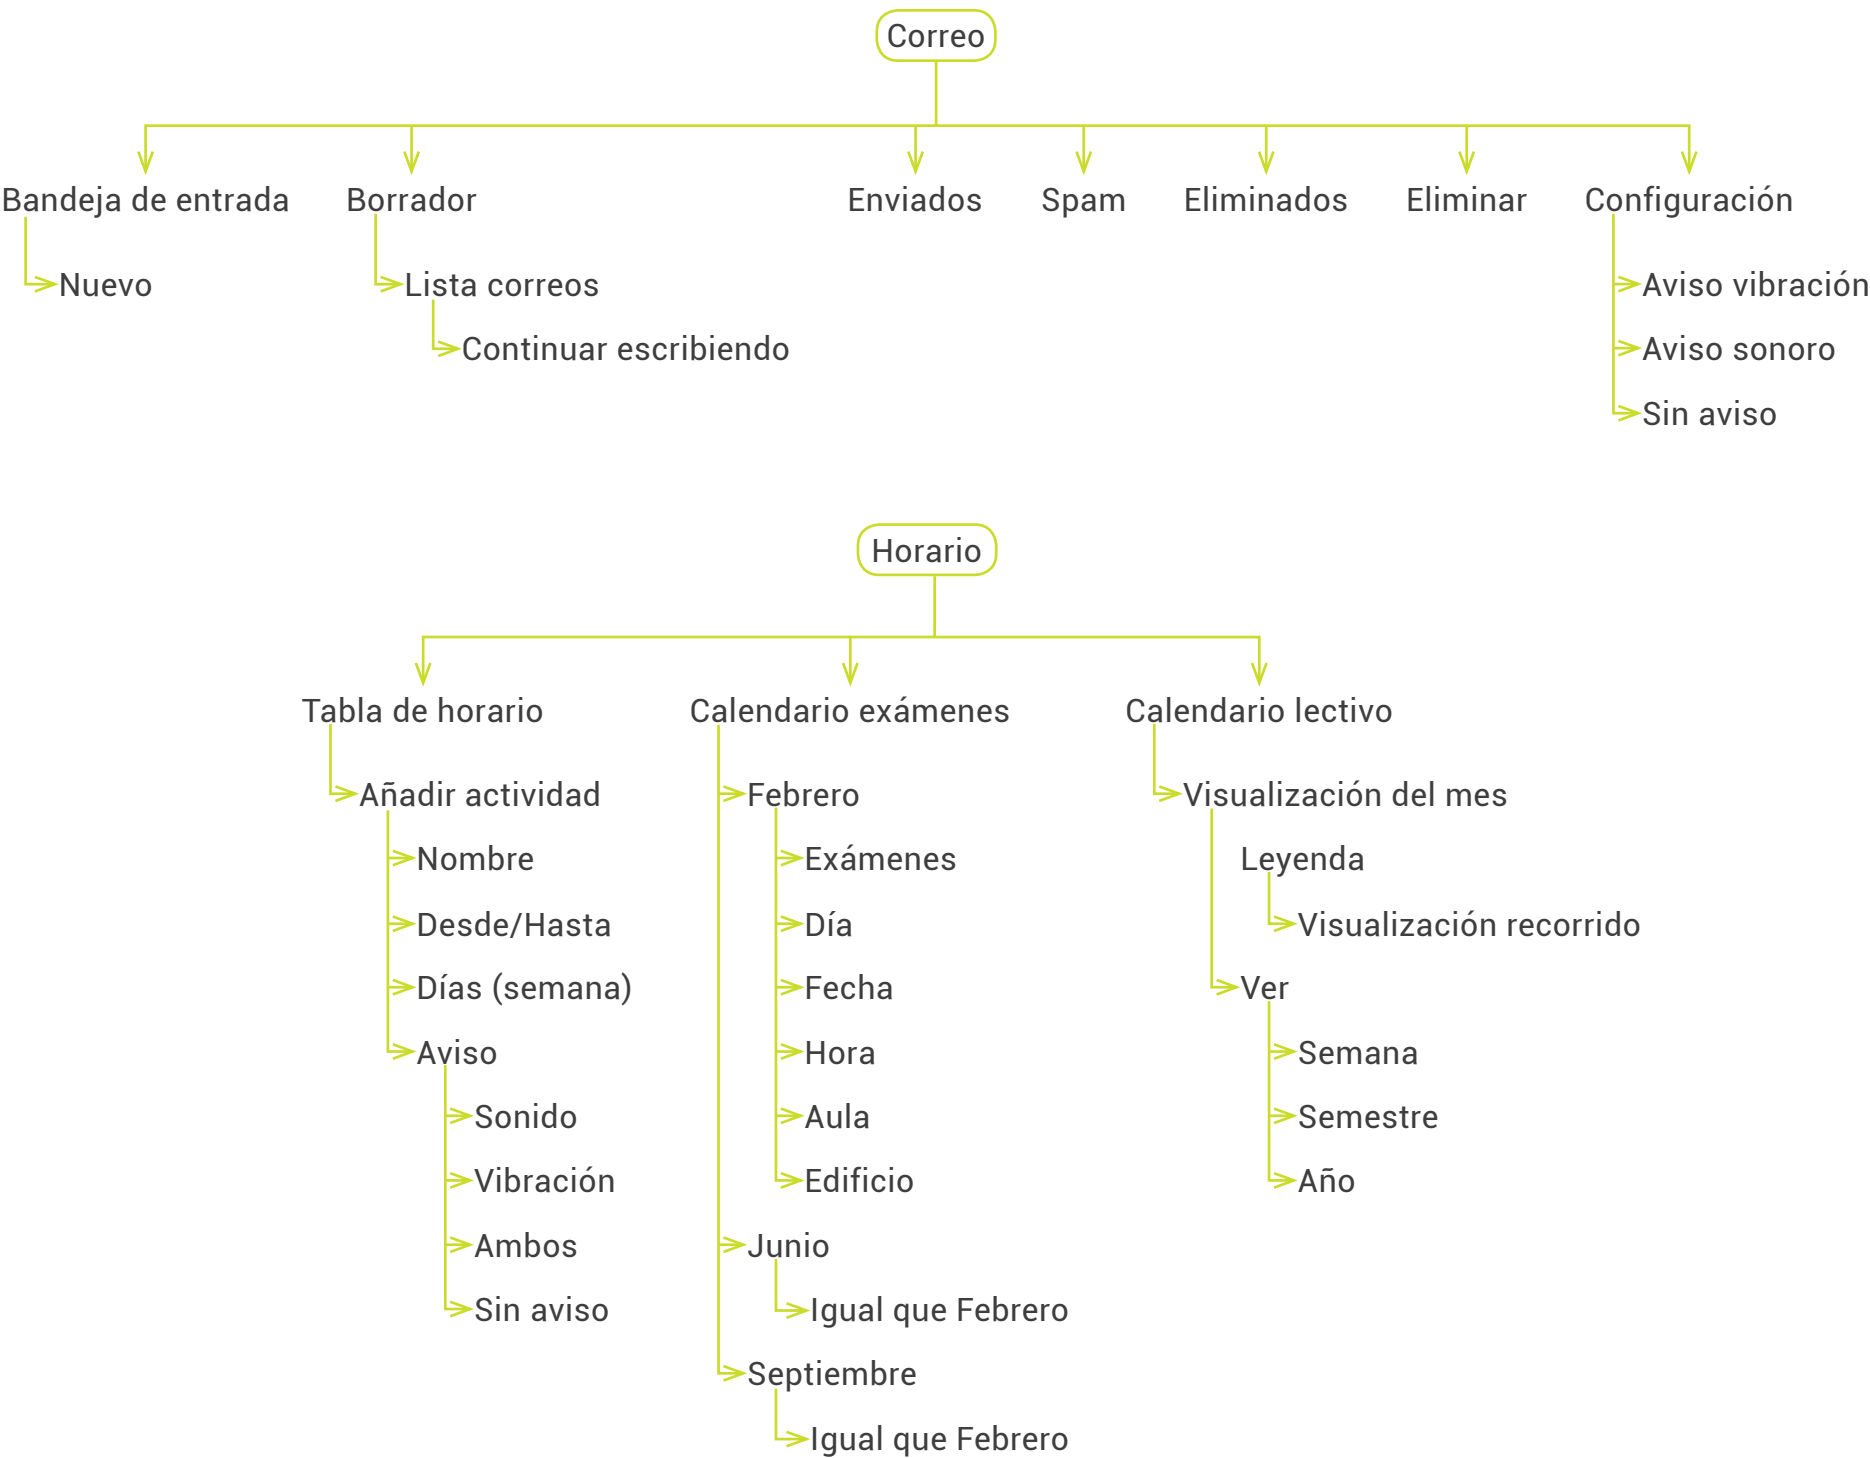 Correo
Bandeja de entrada
Borrador
Enviados
Spam
Eliminados
Eliminar
Configuración
Nuevo
Lista correos
Continuar escribiendo
Aviso vibración
Aviso sonoro
Sin aviso
Horario
Tabla de horario
Añadir actividad
Nombre
Desde/Hasta
Días (semana)
Aviso
Sonido
Vibración
Ambos
Sin aviso
Calendario exámenes
Febrero
Exámenes
Día
Fecha
Hora
Aula
Edificio
Junio
Igual que Febrero
Septiembre
Igual que Febrero
Calendario lectivo
Visualización del mes
Leyenda
Visualización recorrido
Ver
Semana
Semestre
Año